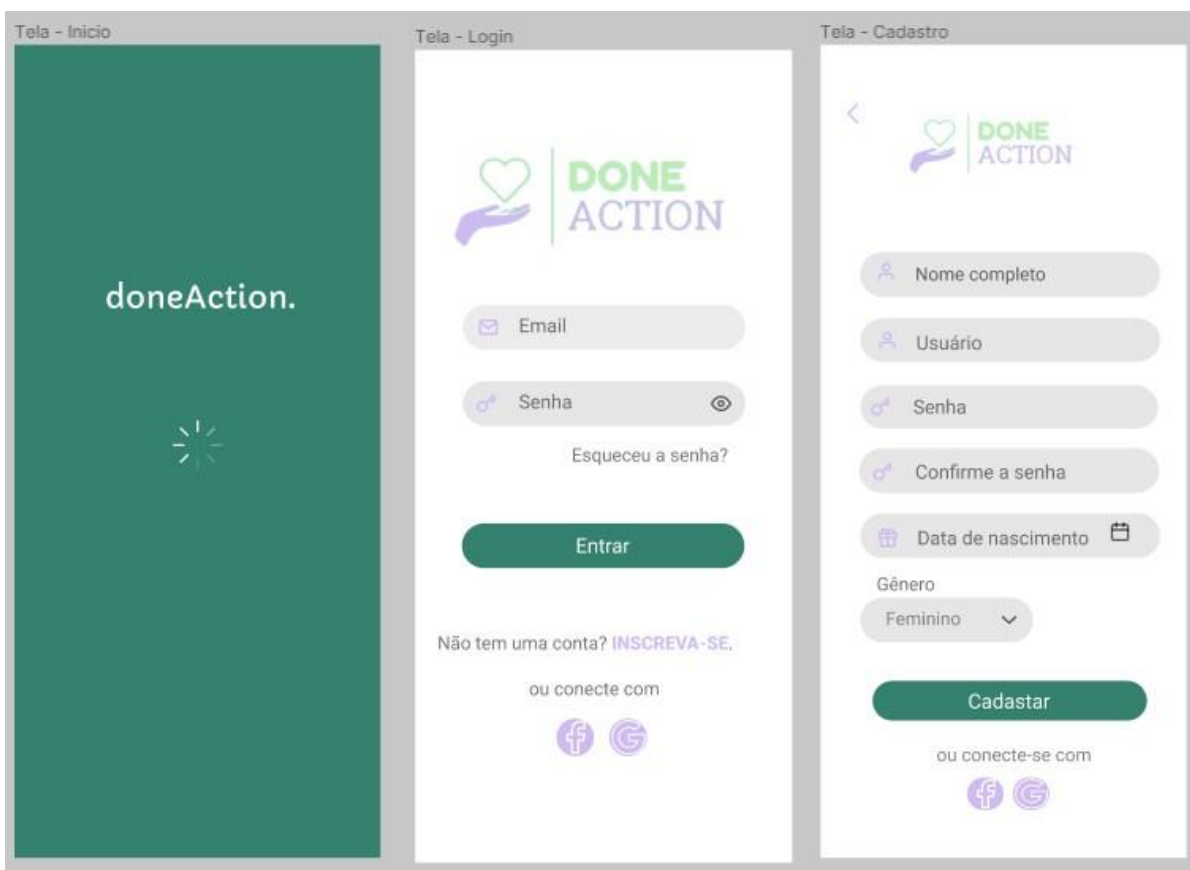 Tela - Inicio
doneAction.
Tela - Login
DONE
ACTION
Email
Senha
Esqueceu a senha?
Entrar
Não tem uma conta? INSCREVA-SE.
ou conecte com
f G
Tela - Cadastro
DONE
ACTION
Nome completo
Usuário
Senha
Confirme a senha
Data de nascimento
Gênero
Feminino
Cadastar
ou conecte-se com
f G